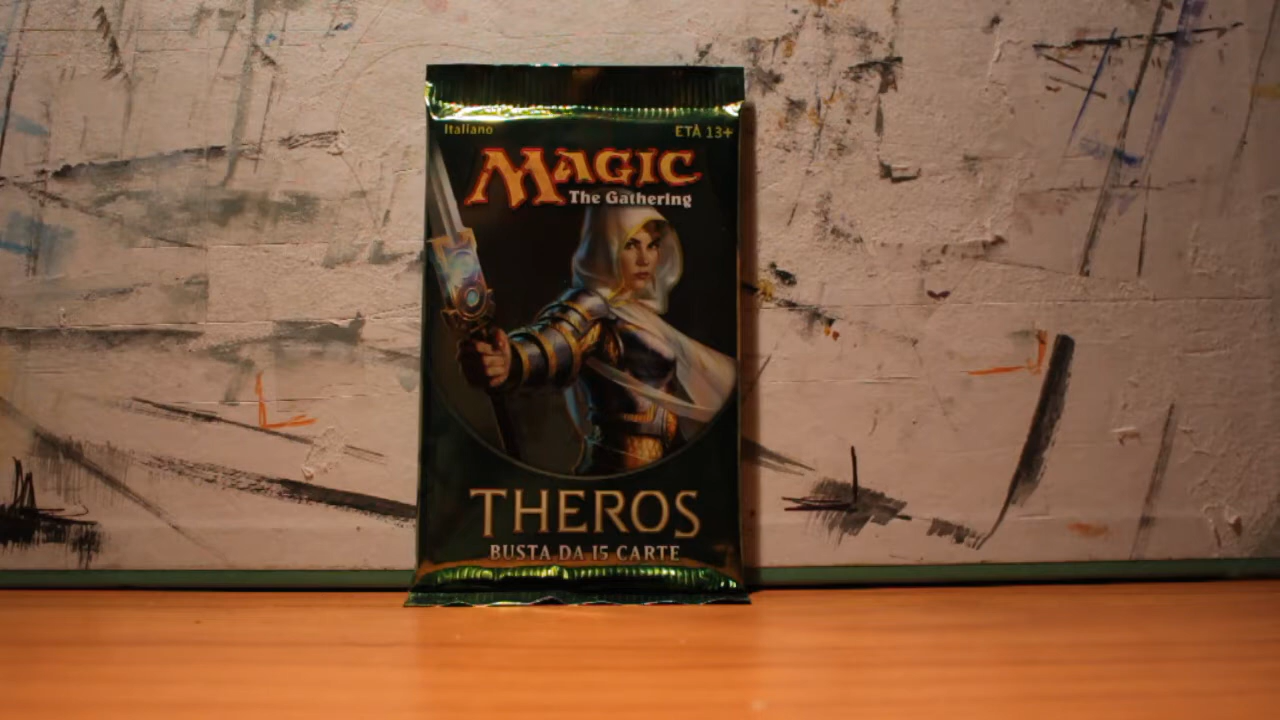 Italiano ETÀ 13+
MAGIC
The Gathering
THEROS
BUSTA DA 15 CARTE